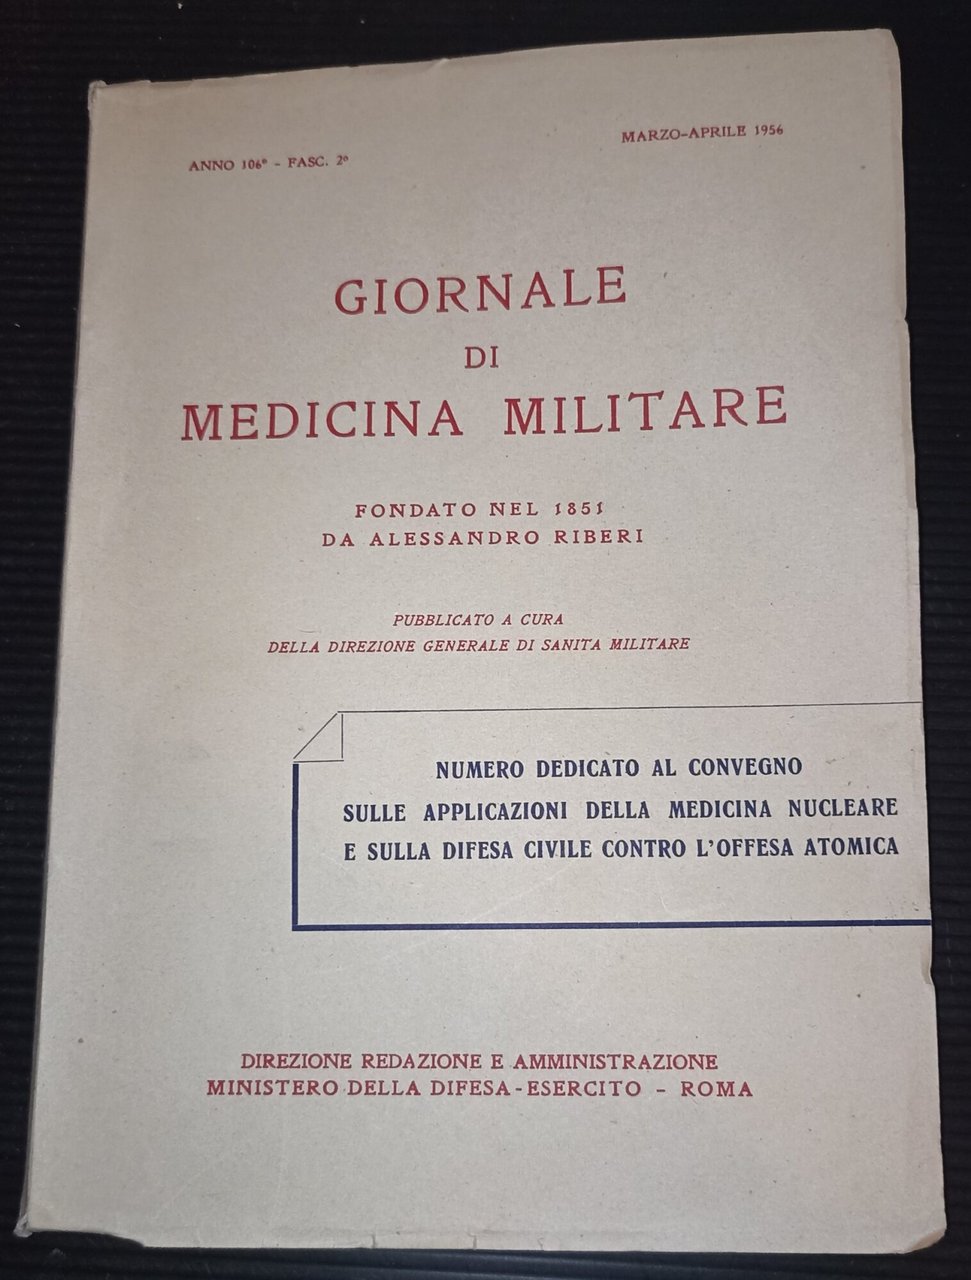 ANNO 106° - FASC. 2°
MARZO-APRILE 1956
GIORNALE
DI
MEDICINA MILITARE
FONDATO NEL 1851
DA ALESSANDRO RIBERI
PUBBLICATO A CURA
DELLA DIREZIONE GENERALE DI SANITA MILITARE
NUMERO DEDICATO AL CONVEGNO
SULLE APPLICAZIONI DELLA MEDICINA NUCLEARE
E SULLA DIFESA CIVILE CONTRO L'OFFESA ATOMICA
DIREZIONE REDAZIONE E AMMINISTRAZIONE
MINISTERO DELLA DIFESA-ESERCITO - ROMA